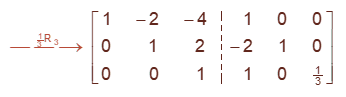 1 −2 −4 1 0 0
—1/3 R₃→ 0 1 2 −2 1 0
0 0 1 1 0 1/3